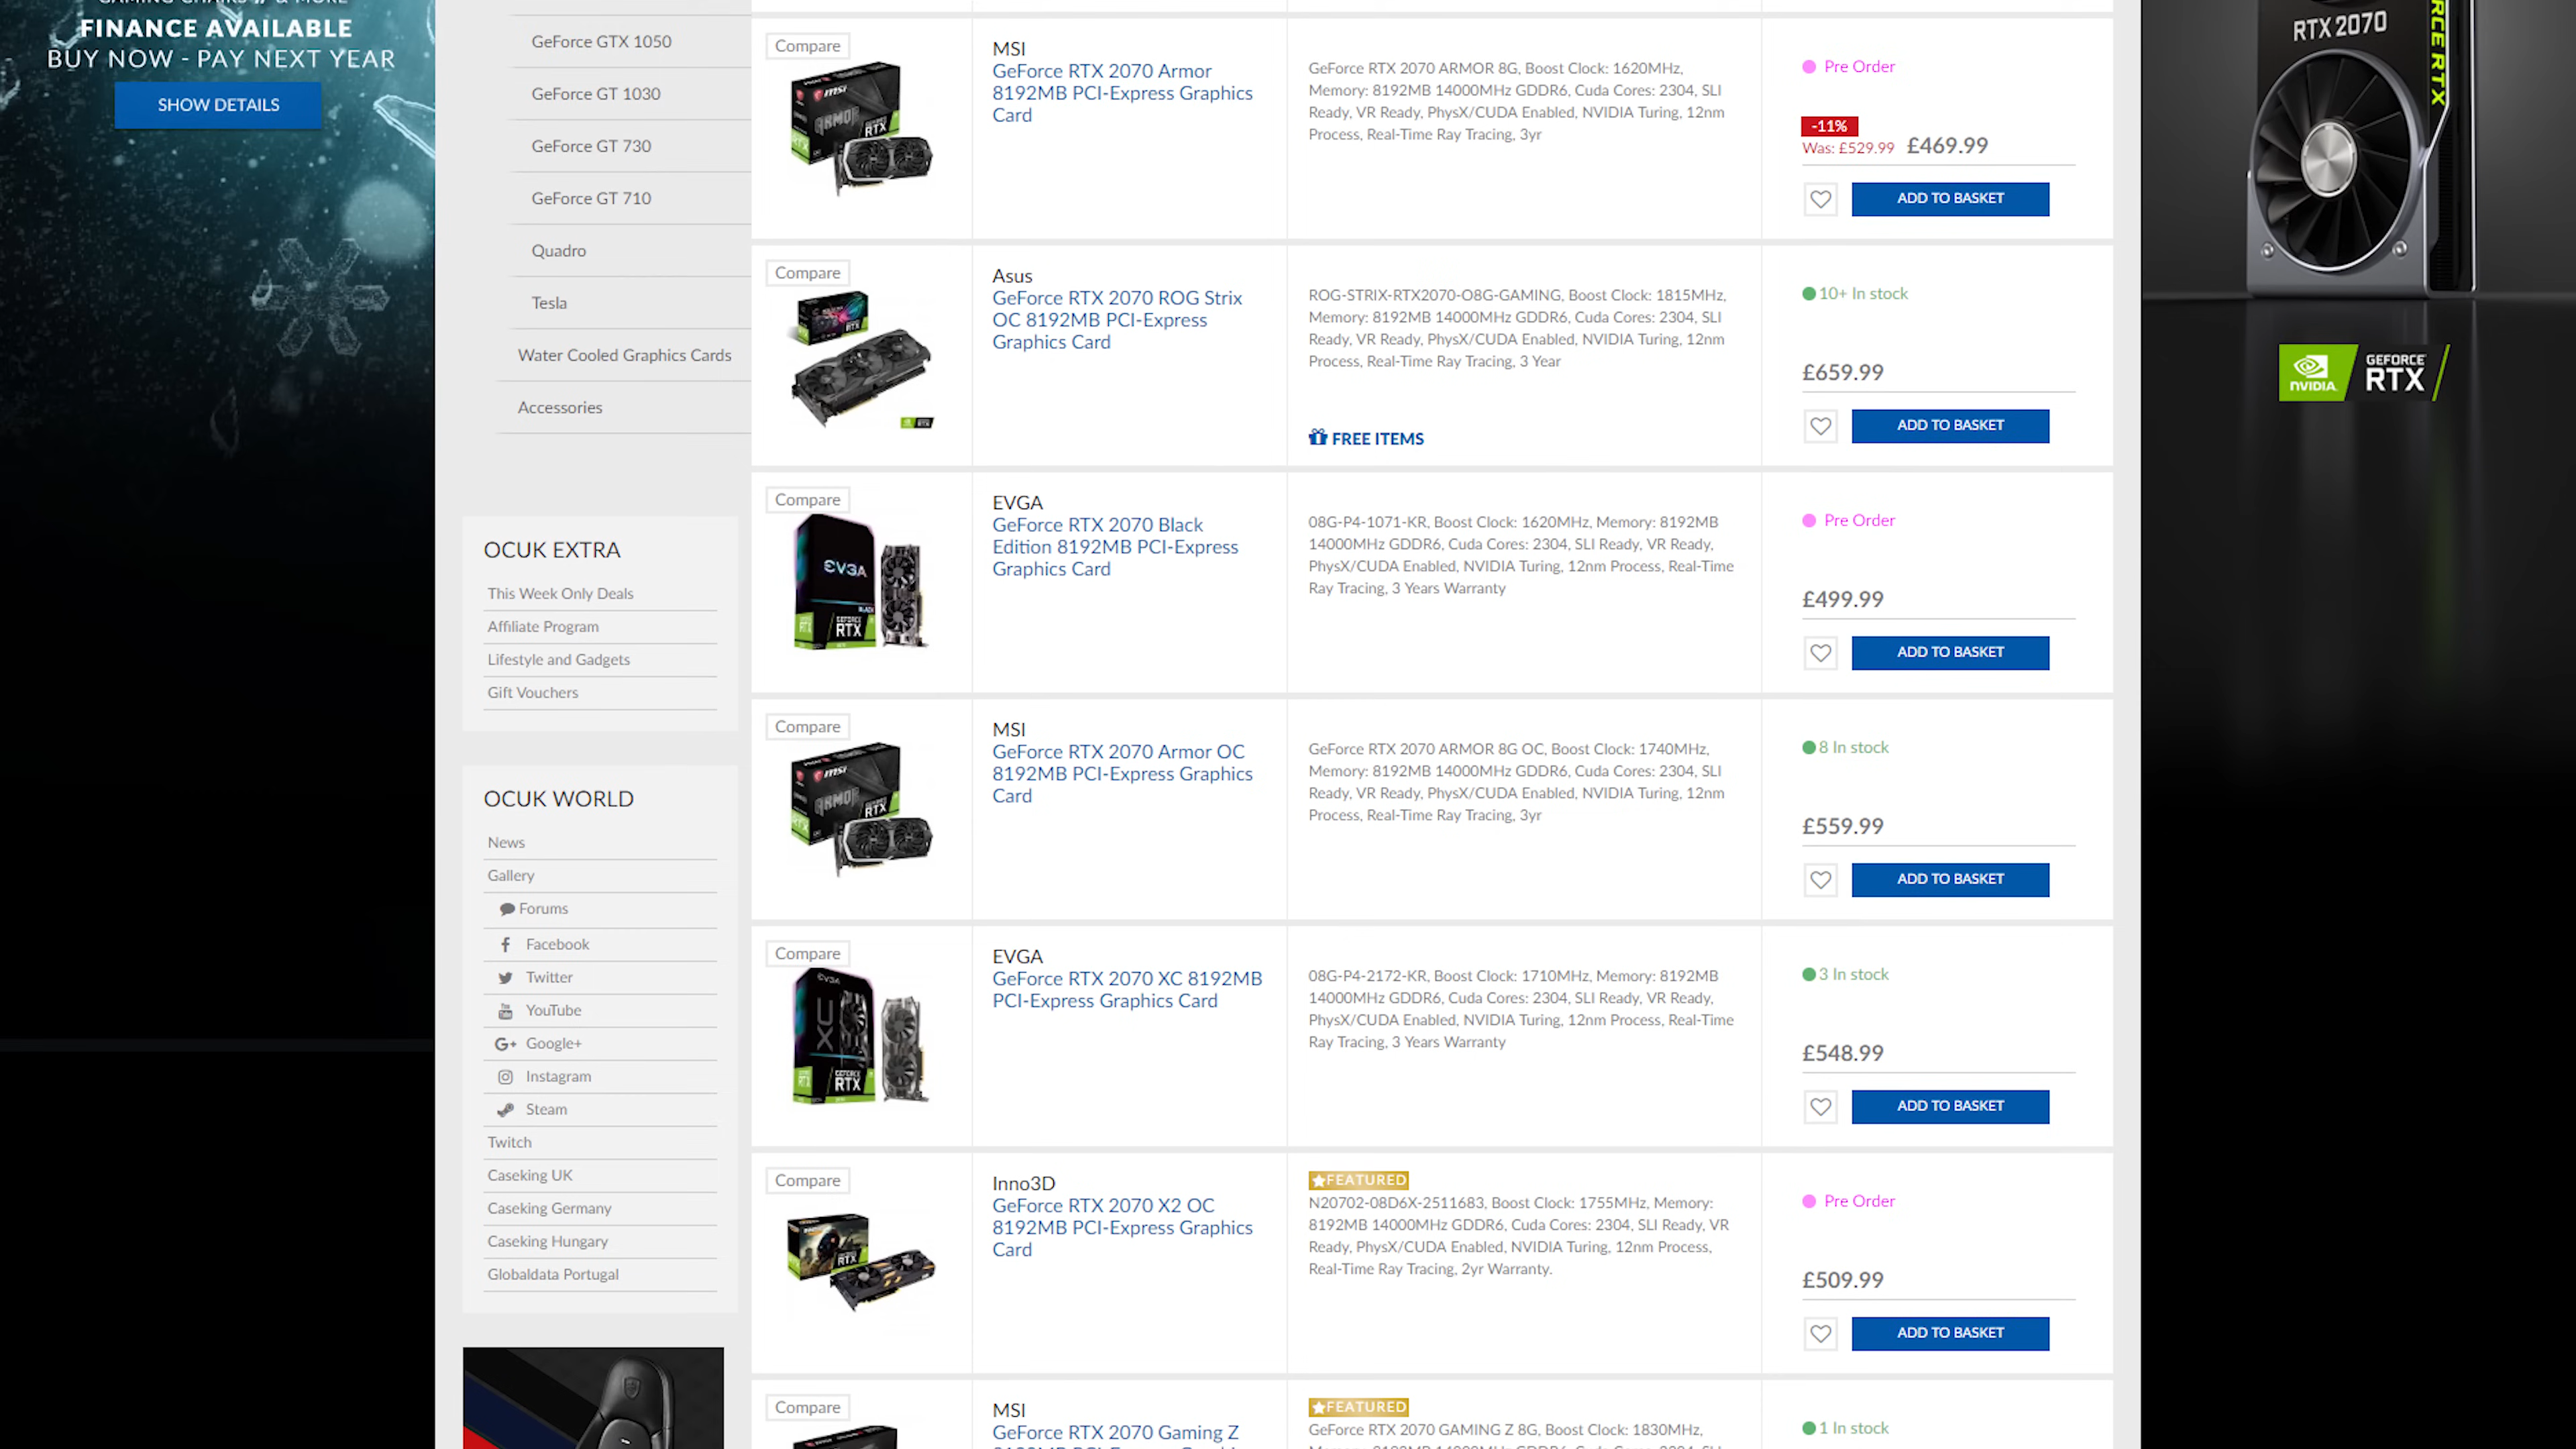 FINANCE AVAILABLE
BUY NOW - PAY NEXT YEAR
SHOW DETAILS
GeForce GTX 1050
GeForce GT 1030
GeForce GT 730
GeForce GT 710
Quadro
Tesla
Water Cooled Graphics Cards
Accessories
OCUK EXTRA
This Week Only Deals
Affiliate Program
Lifestyle and Gadgets
Gift Vouchers
OCUK WORLD
News
Gallery
Forums
Facebook
Twitter
YouTube
Google+
Instagram
Steam
Twitch
Caseking UK
Caseking Germany
Caseking Hungary
Globaldata Portugal
Compare
MSI
GeForce RTX 2070 Armor
8192MB PCI-Express Graphics
Card
GeForce RTX 2070 ARMOR 8G, Boost Clock: 1620MHz,
Memory: 8192MB 14000MHz GDDR6, Cuda Cores: 2304, SLI
Ready, VR Ready, PhysX/CUDA Enabled, NVIDIA Turing, 12nm
Process, Real-Time Ray Tracing, 3yr
Pre Order
-11%
Was: £529.99 £469.99
ADD TO BASKET
Compare
Asus
GeForce RTX 2070 ROG Strix
OC 8192MB PCI-Express
Graphics Card
ROG-STRIX-RTX2070-O8G-GAMING, Boost Clock: 1815MHz,
Memory: 8192MB 14000MHz GDDR6, Cuda Cores: 2304, SLI
Ready, VR Ready, PhysX/CUDA Enabled, NVIDIA Turing, 12nm
Process, Real-Time Ray Tracing, 3 Year
FREE ITEMS
10+ In stock
£659.99
ADD TO BASKET
Compare
EVGA
GeForce RTX 2070 Black
Edition 8192MB PCI-Express
Graphics Card
08G-P4-1071-KR, Boost Clock: 1620MHz, Memory: 8192MB
14000MHz GDDR6, Cuda Cores: 2304, SLI Ready, VR Ready,
PhysX/CUDA Enabled, NVIDIA Turing, 12nm Process, Real-Time
Ray Tracing, 3 Years Warranty
Pre Order
£499.99
ADD TO BASKET
Compare
MSI
GeForce RTX 2070 Armor OC
8192MB PCI-Express Graphics
Card
GeForce RTX 2070 ARMOR 8G OC, Boost Clock: 1740MHz,
Memory: 8192MB 14000MHz GDDR6, Cuda Cores: 2304, SLI
Ready, VR Ready, PhysX/CUDA Enabled, NVIDIA Turing, 12nm
Process, Real-Time Ray Tracing, 3yr
8 In stock
£559.99
ADD TO BASKET
Compare
EVGA
GeForce RTX 2070 XC 8192MB
PCI-Express Graphics Card
08G-P4-2172-KR, Boost Clock: 1710MHz, Memory: 8192MB
14000MHz GDDR6, Cuda Cores: 2304, SLI Ready, VR Ready,
PhysX/CUDA Enabled, NVIDIA Turing, 12nm Process, Real-Time
Ray Tracing, 3 Years Warranty
3 In stock
£548.99
ADD TO BASKET
Compare
Inno3D
GeForce RTX 2070 X2 OC
8192MB PCI-Express Graphics
Card
FEATURED
N20702-08D6X-2511683, Boost Clock: 1755MHz, Memory:
8192MB 14000MHz GDDR6, Cuda Cores: 2304, SLI Ready, VR
Ready, PhysX/CUDA Enabled, NVIDIA Turing, 12nm Process,
Real-Time Ray Tracing, 2yr Warranty.
Pre Order
£509.99
ADD TO BASKET
Compare
MSI
GeForce RTX 2070 Gaming Z
FEATURED
GeForce RTX 2070 GAMING Z 8G, Boost Clock: 1830MHz,
1 In stock
RTX 2070
RCE RTX
NVIDIA
GEFORCE
RTX